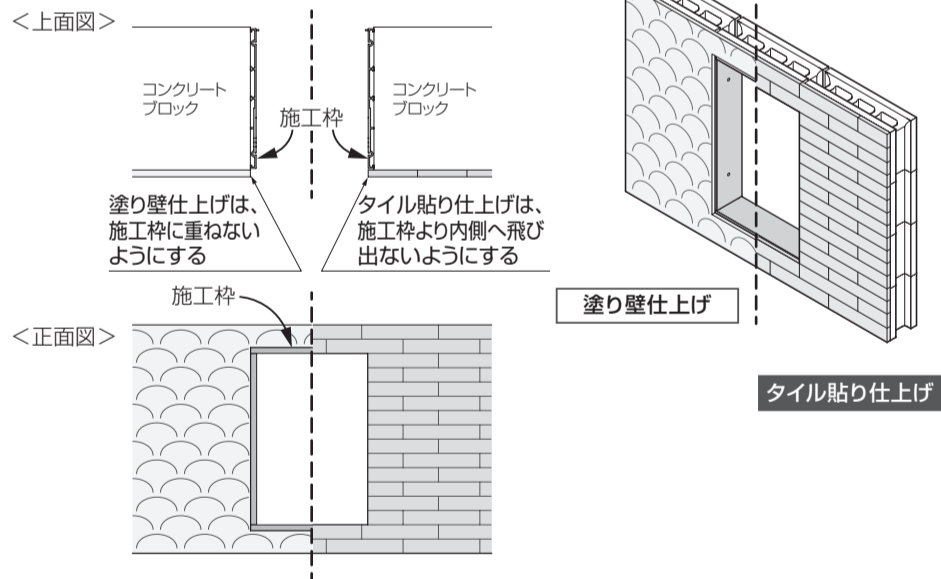 ＜上面図＞
コンクリート
ブロック
施工枠
コンクリート
ブロック
塗り壁仕上げは、
施工枠に重ねない
ようにする
タイル貼り仕上げは、
施工枠より内側へ飛び
出ないようにする
塗り壁仕上げ
タイル貼り仕上げ
＜正面図＞
施工枠